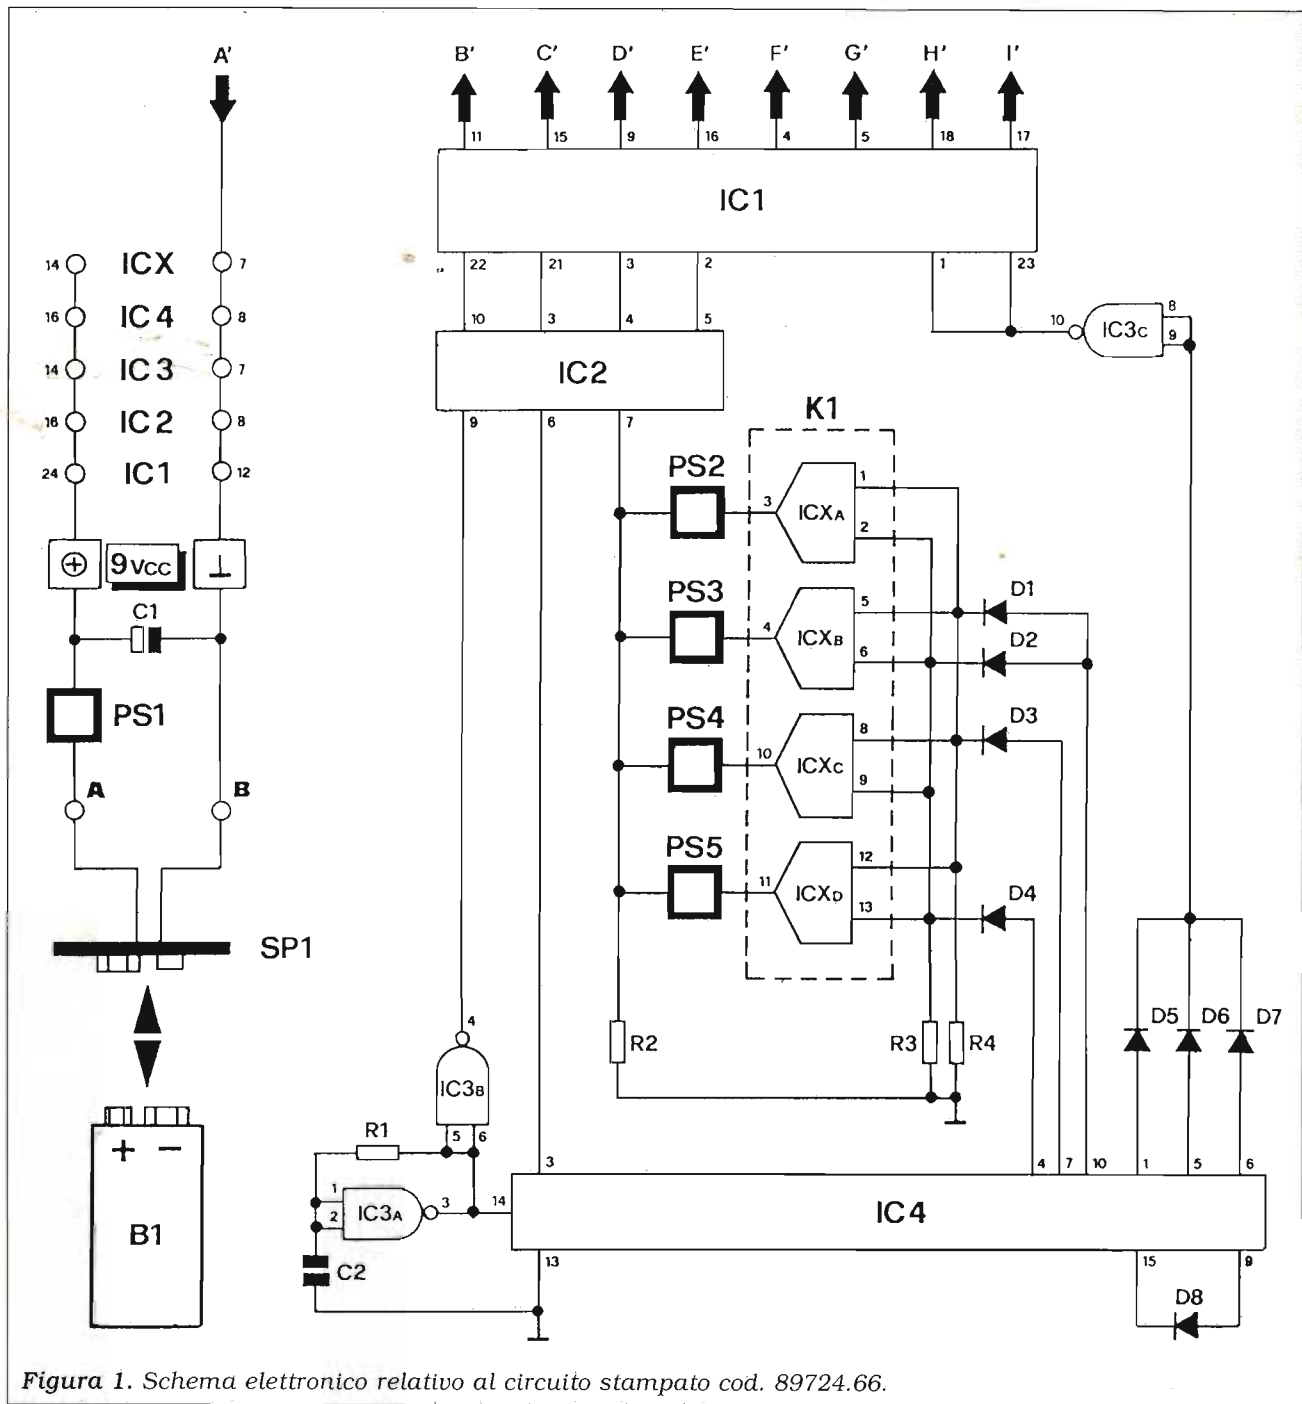 A' B' C' D' E' F' G' H' I'
11 15 9 16 4 5 18 17
IC1
22 21 3 2 1 23
14 ICX 7
16 IC4 8
14 IC3 7
16 IC2 8
24 IC1 12
10 3 4 5
IC2
9 6 7
10 IC3C 8
9
+ 9VCC
C1
PS1
A B
SP1
+ −
B1
K1
PS2 3 ICXA 1
2
PS3 4 ICXB 5
6
D1
D2
PS4 10 ICXC 8
9
D3
PS5 11 ICXD 12
13
D4
R2 R3 R4
D5 D6 D7
4
IC3B
5 6
R1
1
2 IC3A 3
14
C2
3 4 7 10 1 5 6
IC4
13 15 9
D8
Figura 1. Schema elettronico relativo al circuito stampato cod. 89724.66.